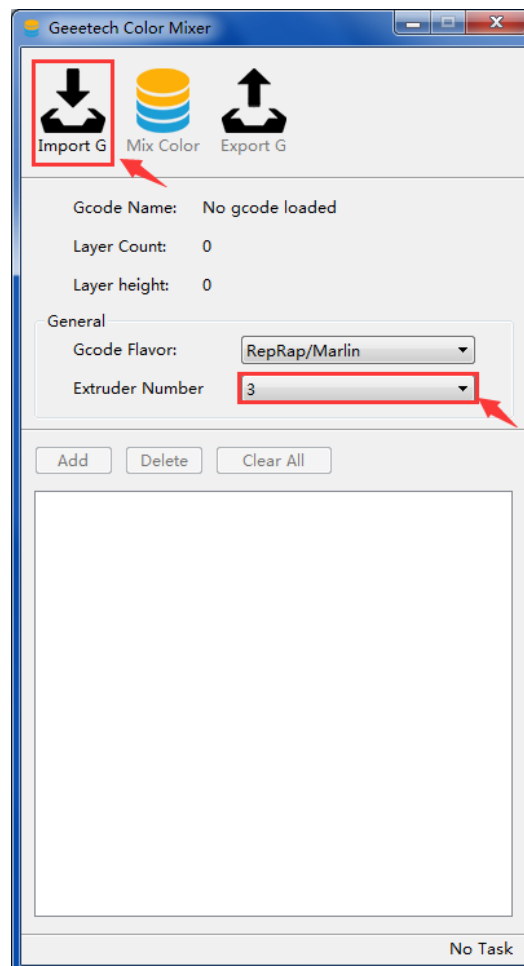 Geeetech Color Mixer
Import G Mix Color Export G
Gcode Name: No gcode loaded
Layer Count: 0
Layer height: 0
General
Gcode Flavor: RepRap/Marlin
Extruder Number 3
Add Delete Clear All
No Task